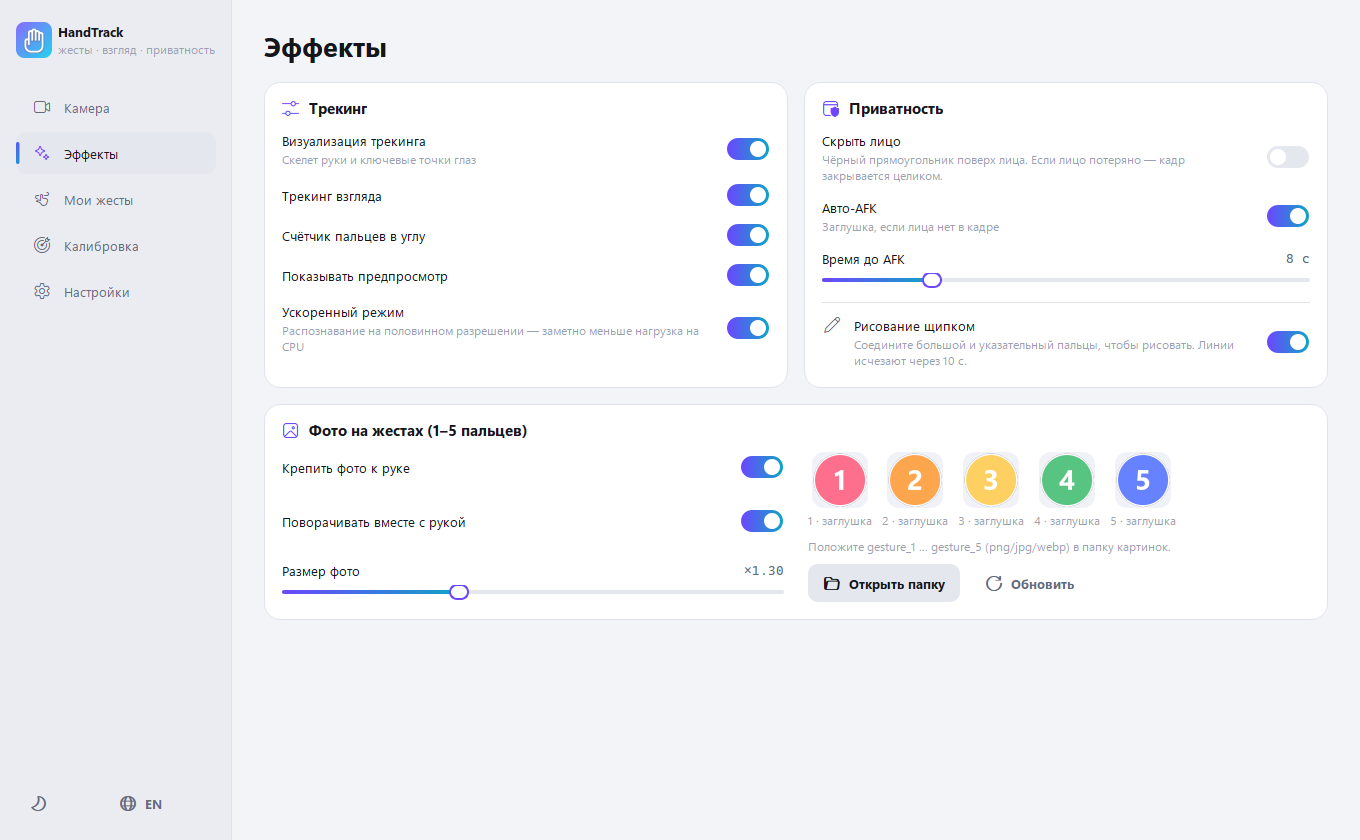 HandTrack
жесты · взгляд · приватность
Камера
Эффекты
Мои жесты
Калибровка
Настройки
EN
Эффекты
Трекинг
Визуализация трекинга
Скелет руки и ключевые точки глаз
Трекинг взгляда
Счётчик пальцев в углу
Показывать предпросмотр
Ускоренный режим
Распознавание на половинном разрешении — заметно меньше нагрузка на
CPU
Приватность
Скрыть лицо
Чёрный прямоугольник поверх лица. Если лицо потеряно — кадр
закрывается целиком.
Авто-AFK
Заглушка, если лица нет в кадре
Время до AFK 8 с
Рисование щипком
Соедините большой и указательный пальцы, чтобы рисовать. Линии
исчезают через 10 с.
Фото на жестах (1–5 пальцев)
Крепить фото к руке
Поворачивать вместе с рукой
Размер фото ×1.30
1 2 3 4 5
1 · заглушка 2 · заглушка 3 · заглушка 4 · заглушка 5 · заглушка
Положите gesture_1 … gesture_5 (png/jpg/webp) в папку картинок.
Открыть папку Обновить